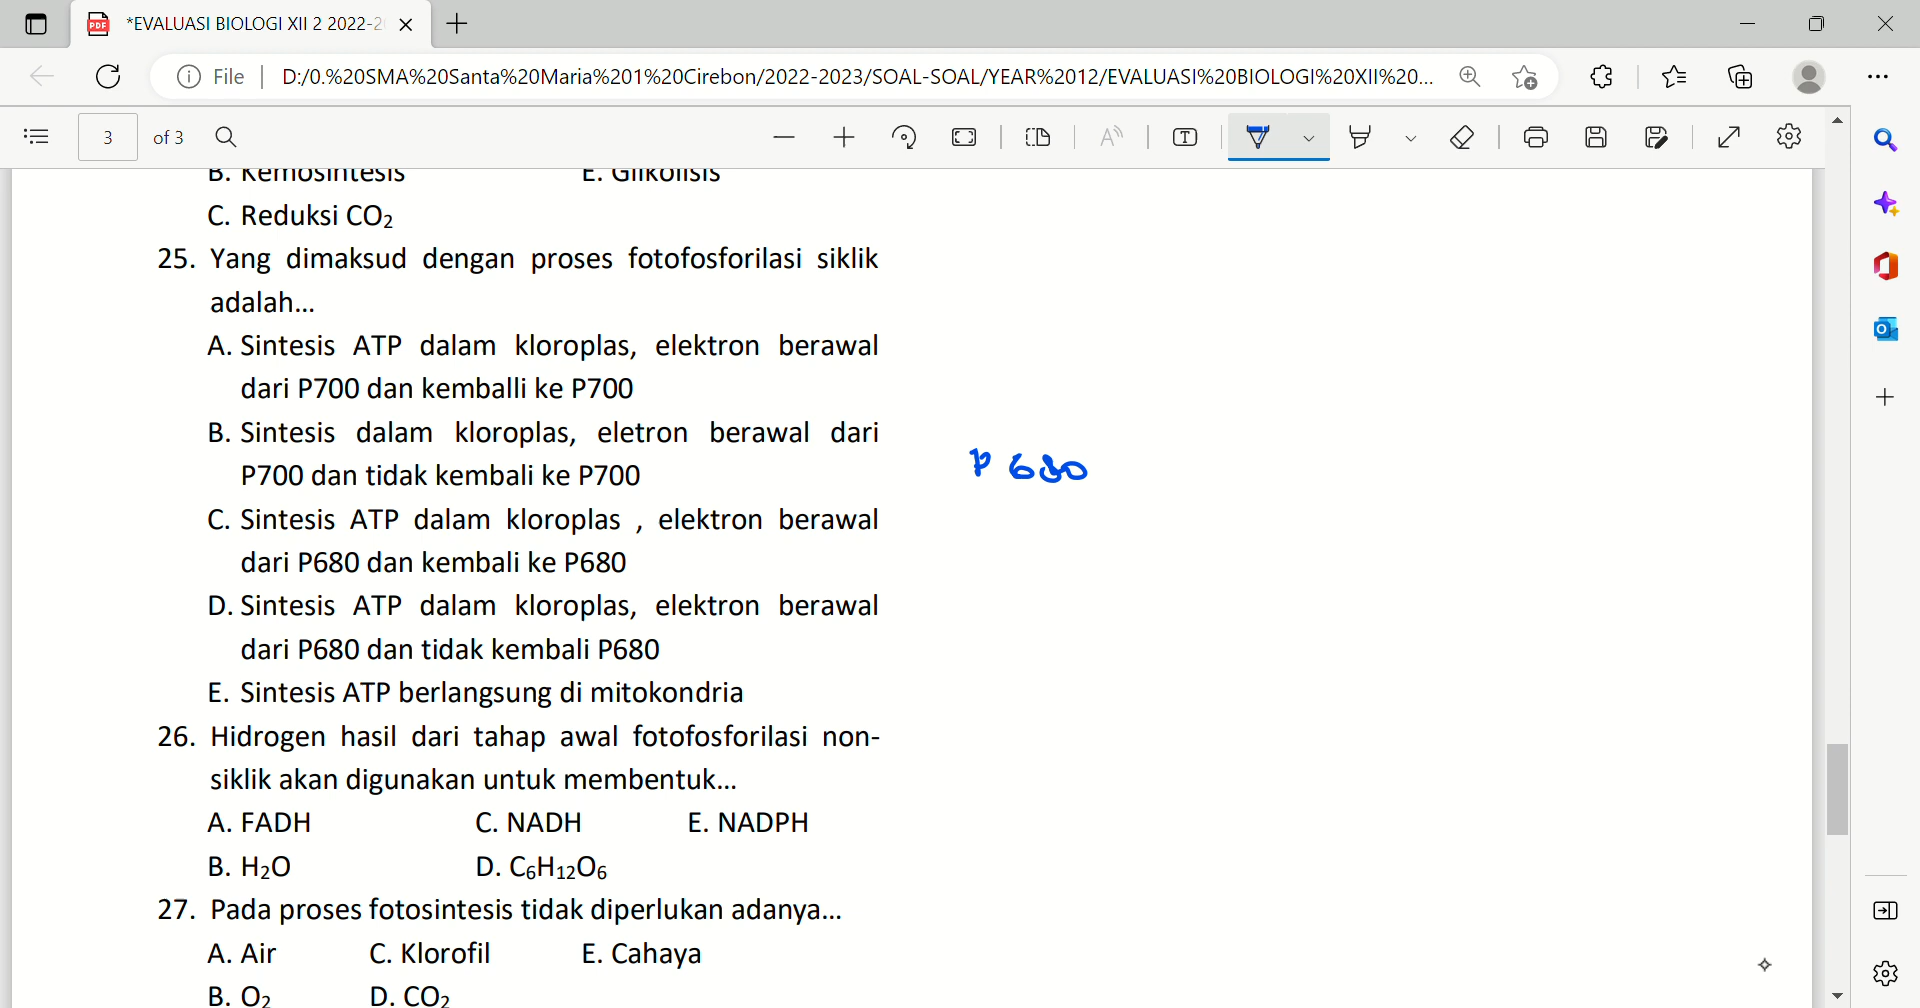 *EVALUASI BIOLOGI XII 2 2022-2
File
D:/0.%20SMA%20Santa%20Maria%201%20Cirebon/2022-2023/SOAL-SOAL/YEAR%2012/EVALUASI%20BIOLOGI%20XII%20...
3 of 3
B. Kemosintesis E. Glikolisis
C. Reduksi CO₂
25. Yang dimaksud dengan proses fotofosforilasi siklik
adalah...
A. Sintesis ATP dalam kloroplas, elektron berawal
dari P700 dan kemballi ke P700
B. Sintesis dalam kloroplas, eletron berawal dari
P700 dan tidak kembali ke P700
P 680
C. Sintesis ATP dalam kloroplas , elektron berawal
dari P680 dan kembali ke P680
D. Sintesis ATP dalam kloroplas, elektron berawal
dari P680 dan tidak kembali P680
E. Sintesis ATP berlangsung di mitokondria
26. Hidrogen hasil dari tahap awal fotofosforilasi non-
siklik akan digunakan untuk membentuk...
A. FADH C. NADH E. NADPH
B. H₂O D. C₆H₁₂O₆
27. Pada proses fotosintesis tidak diperlukan adanya...
A. Air C. Klorofil E. Cahaya
B. O₂ D. CO₂